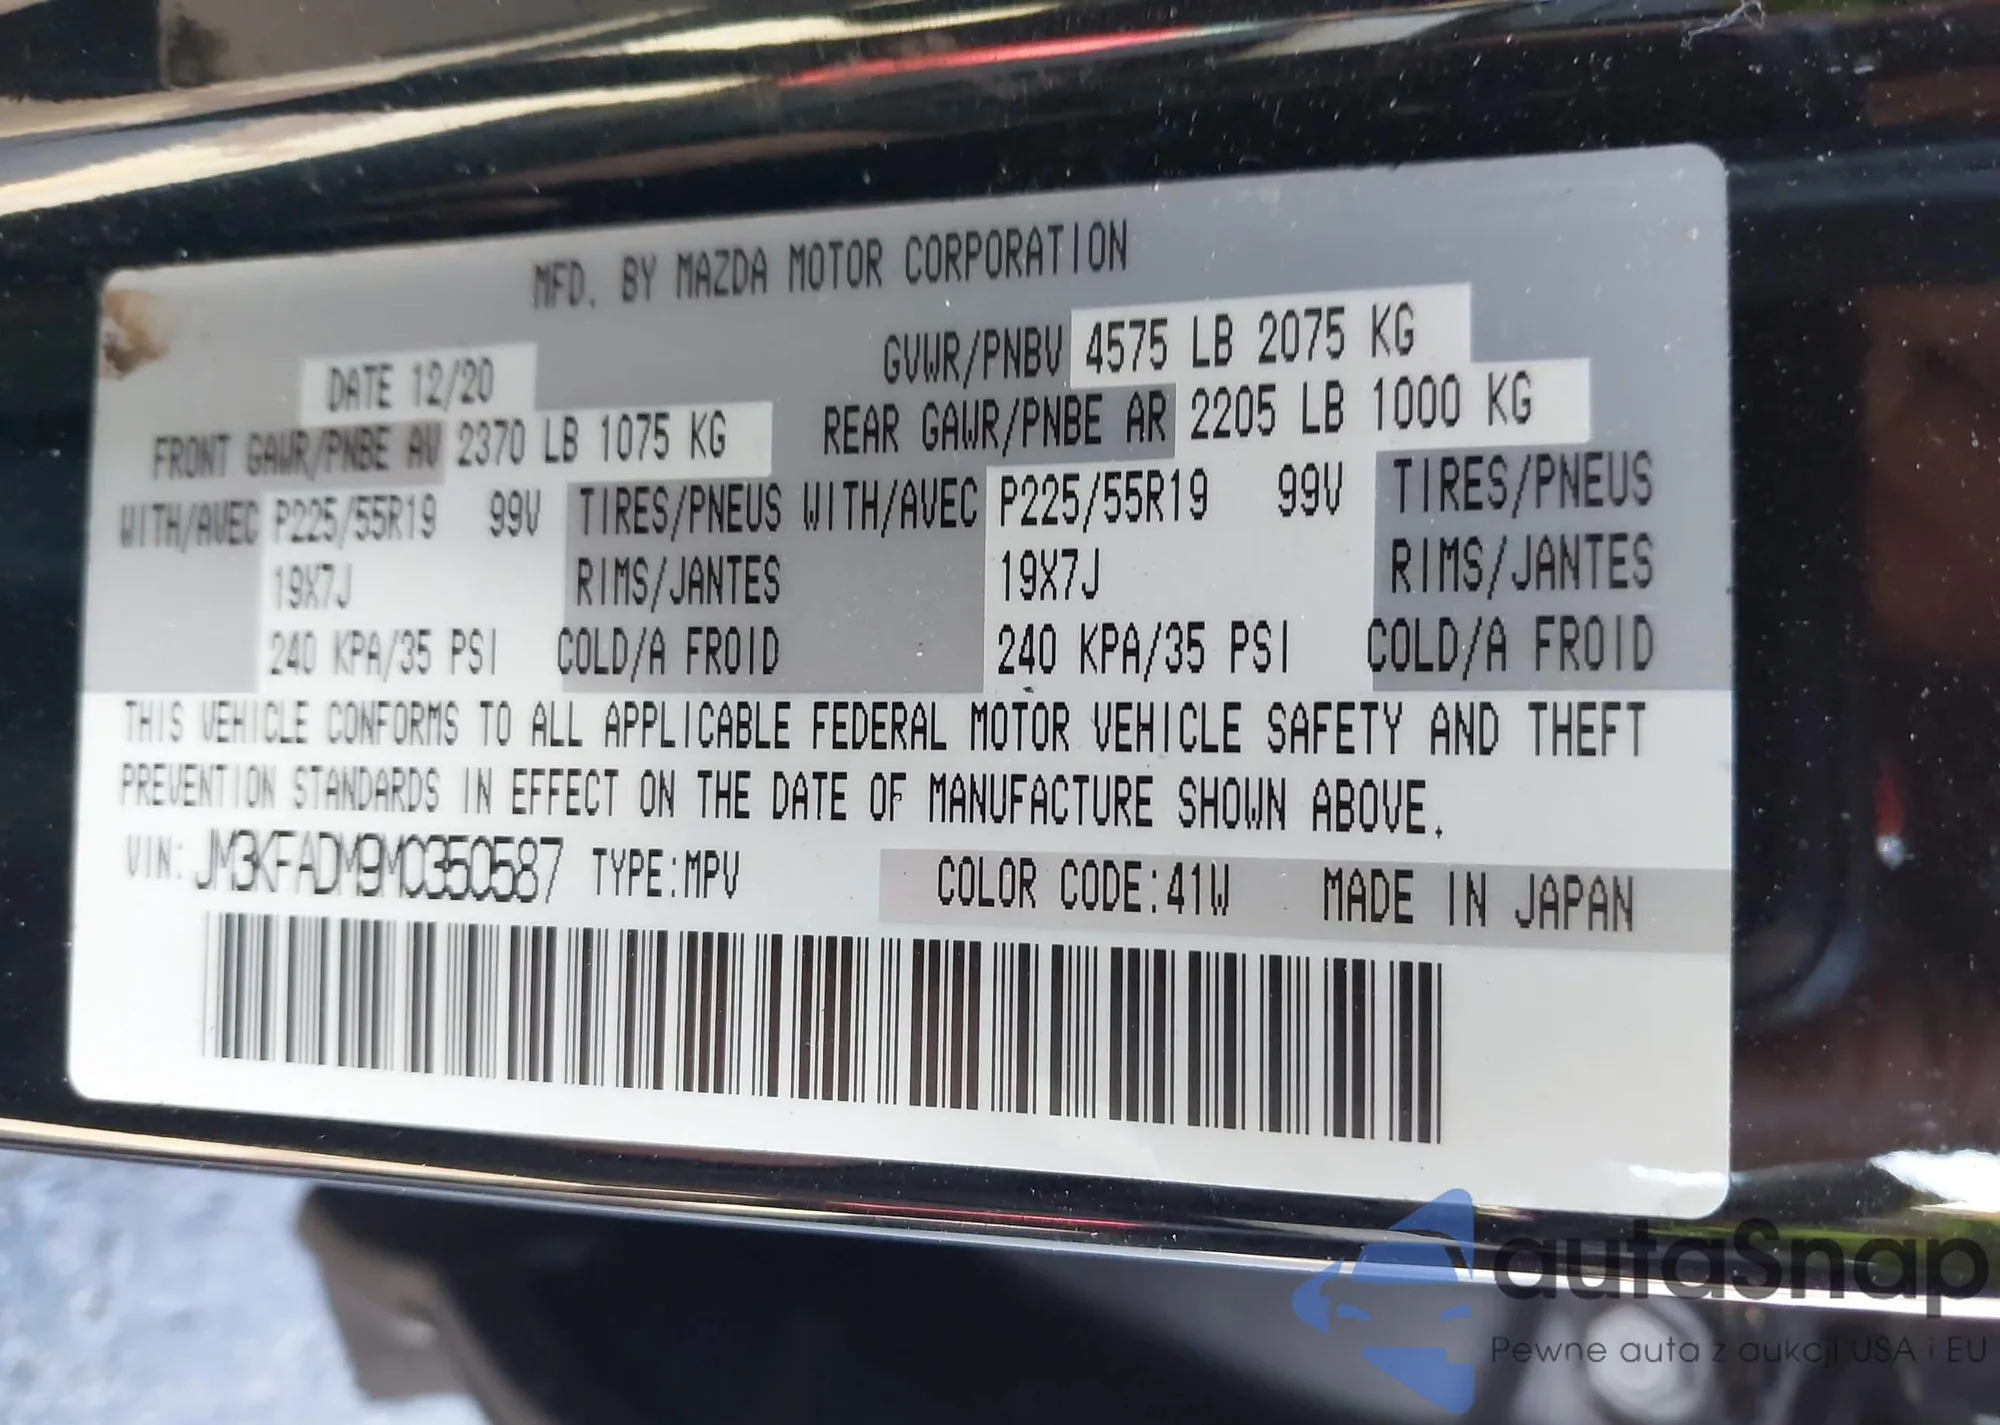 MFD. BY MAZDA MOTOR CORPORATION
DATE 12/20 GVWR/PNBV 4575 LB 2075 KG
FRONT GAWR/PNBE AV 2370 LB 1075 KG REAR GAWR/PNBE AR 2205 LB 1000 KG
WITH/AVEC P225/55R19 99V TIRES/PNEUS WITH/AVEC P225/55R19 99V TIRES/PNEUS
19X7J RIMS/JANTES 19X7J RIMS/JANTES
240 KPA/35 PSI COLD/A FROID 240 KPA/35 PSI COLD/A FROID
THIS VEHICLE CONFORMS TO ALL APPLICABLE FEDERAL MOTOR VEHICLE SAFETY AND THEFT
PREVENTION STANDARDS IN EFFECT ON THE DATE OF MANUFACTURE SHOWN ABOVE.
VIN: JM3KFADM9M0350587 TYPE:MPV COLOR CODE:41W MADE IN JAPAN
autaSnap
Pewne auta z aukcji USA i EU